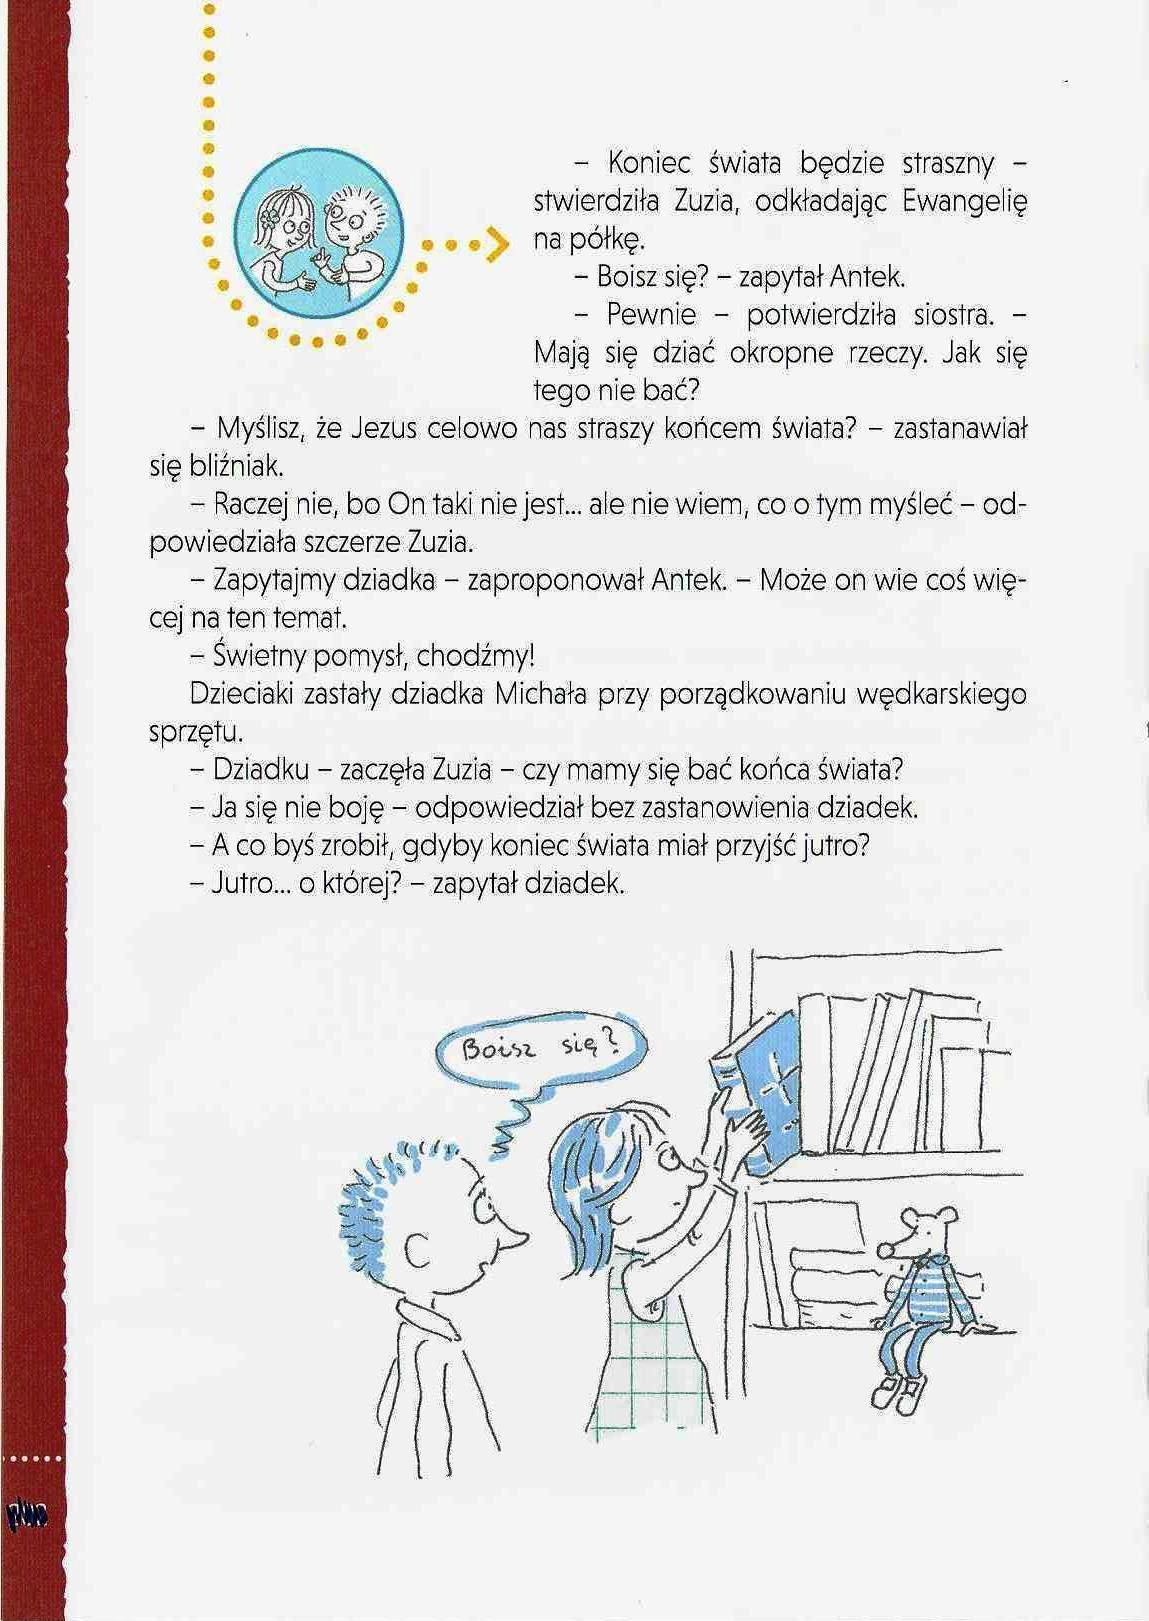 – Koniec świata będzie straszny –
stwierdziła Zuzia, odkładając Ewangelię
na półkę.
– Boisz się? – zapytał Antek.
– Pewnie – potwierdziła siostra. –
Mają się dziać okropne rzeczy. Jak się
tego nie bać?
– Myślisz, że Jezus celowo nas straszy końcem świata? – zastanawiał
się bliźniak.
– Raczej nie, bo On taki nie jest... ale nie wiem, co o tym myśleć – od-
powiedziała szczerze Zuzia.
– Zapytajmy dziadka – zaproponował Antek. – Może on wie coś wię-
cej na ten temat.
– Świetny pomysł, chodźmy!
Dzieciaki zastały dziadka Michała przy porządkowaniu wędkarskiego
sprzętu.
– Dziadku – zaczęła Zuzia – czy mamy się bać końca świata?
– Ja się nie boję – odpowiedział bez zastanowienia dziadek.
– A co byś zrobił, gdyby koniec świata miał przyjść jutro?
– Jutro... o której? – zapytał dziadek.
Boisz się?